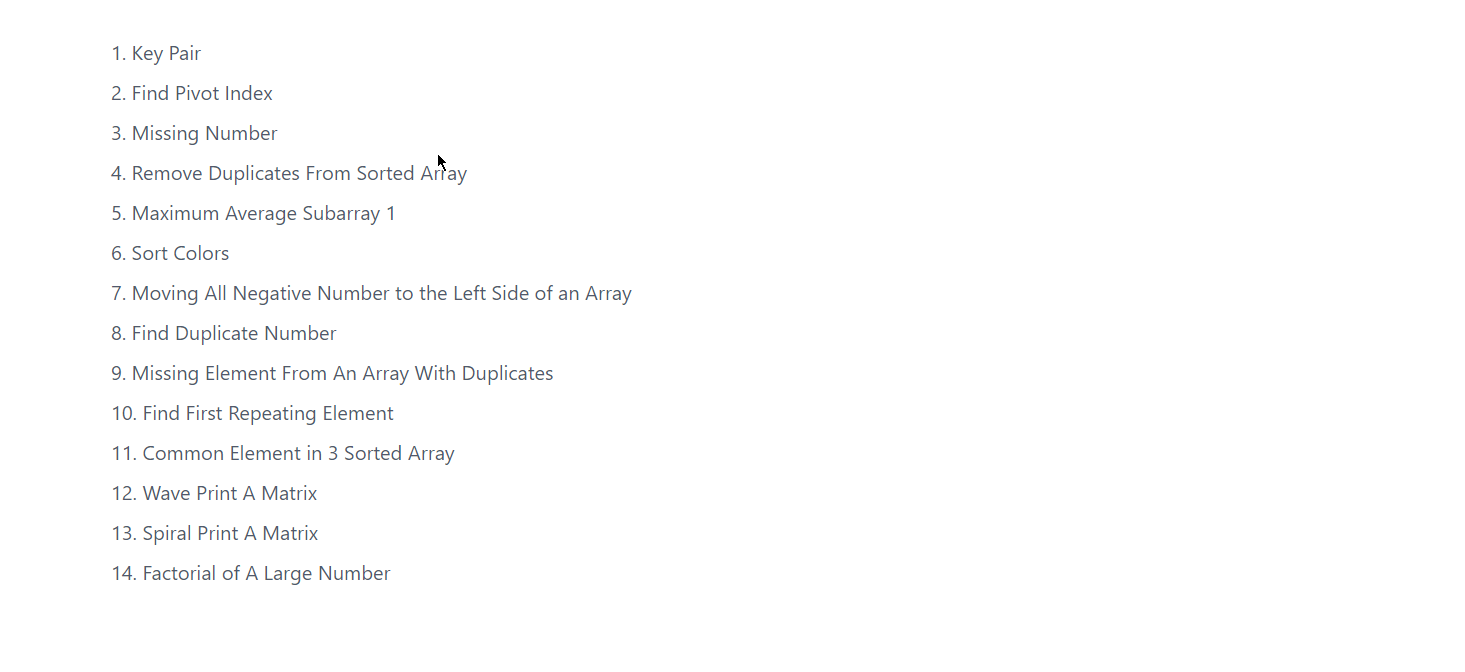 1. Key Pair
2. Find Pivot Index
3. Missing Number
4. Remove Duplicates From Sorted Array
5. Maximum Average Subarray 1
6. Sort Colors
7. Moving All Negative Number to the Left Side of an Array
8. Find Duplicate Number
9. Missing Element From An Array With Duplicates
10. Find First Repeating Element
11. Common Element in 3 Sorted Array
12. Wave Print A Matrix
13. Spiral Print A Matrix
14. Factorial of A Large Number